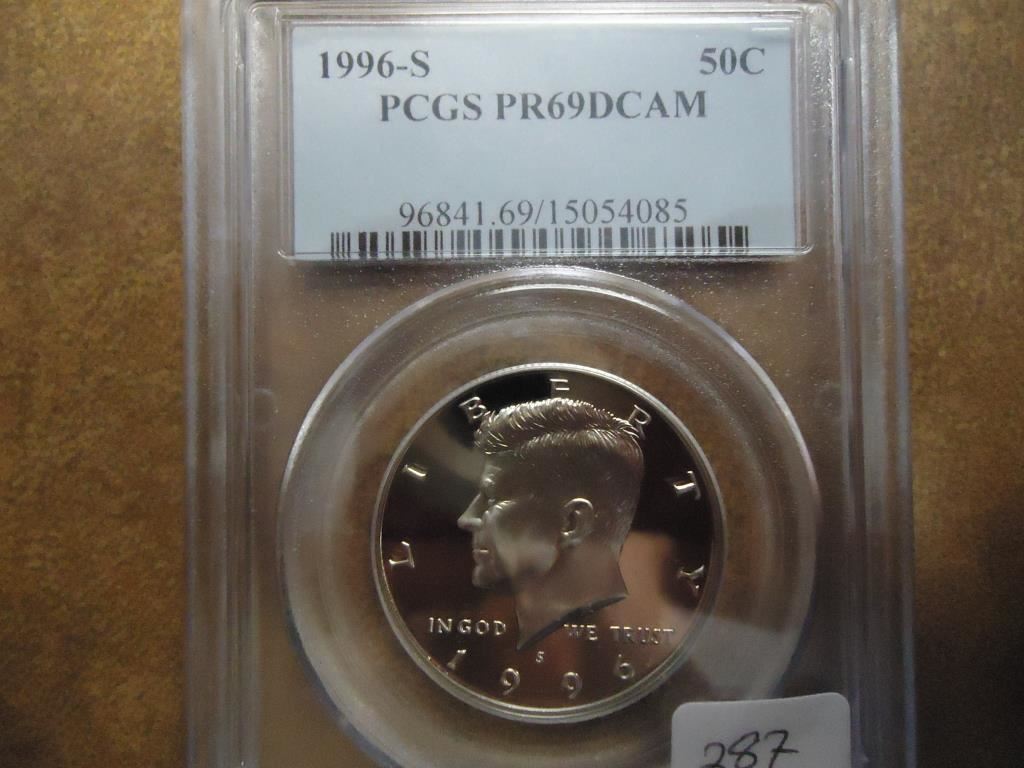 1996-S 50C
PCGS PR69DCAM
96841.69/15054085
LIBERTY
IN GOD WE TRUST
S
1996
287